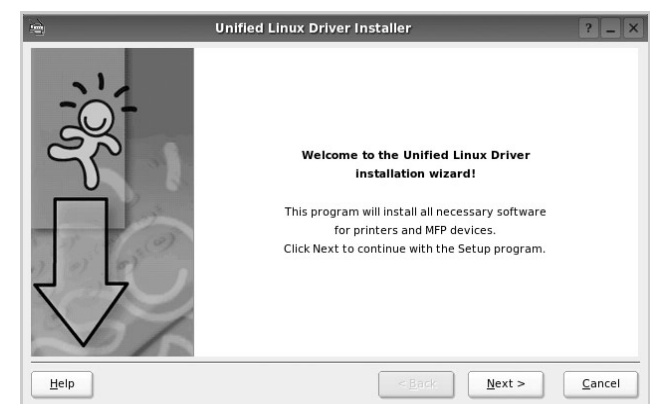 Unified Linux Driver Installer
Welcome to the Unified Linux Driver
installation wizard!
This program will install all necessary software
for printers and MFP devices.
Click Next to continue with the Setup program.
Help
< Back
Next >
Cancel